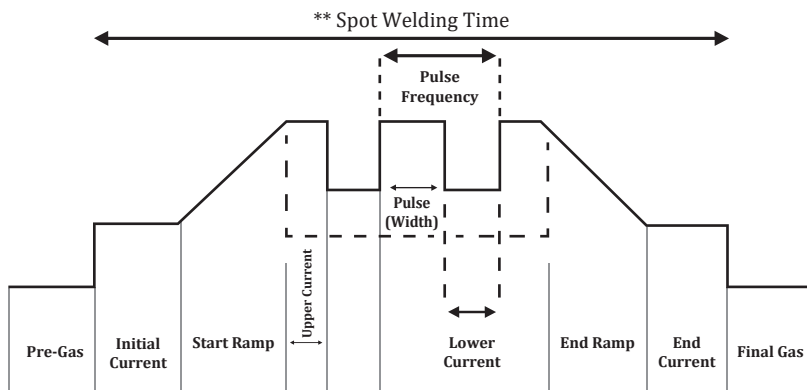 ** Spot Welding Time
Pulse
Frequency
Pulse
(Width)
Upper Current
Pre-Gas
Initial
Current
Start Ramp
Lower
Current
End Ramp
End
Current
Final Gas